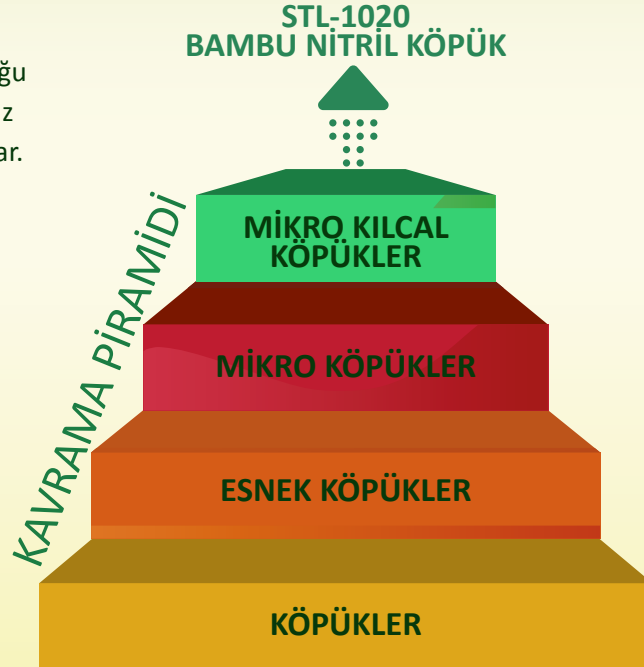 STL-1020
BAMBU NİTRİL KÖPÜK
MİKRO KILCAL
KÖPÜKLER
MİKRO KÖPÜKLER
ESNEK KÖPÜKLER
KÖPÜKLER
KAVRAMA PİRAMİDİ